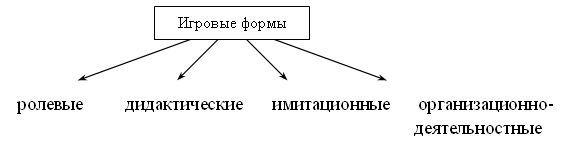 Игровые формы
ролевые дидактические имитационные организационно-
деятельностные